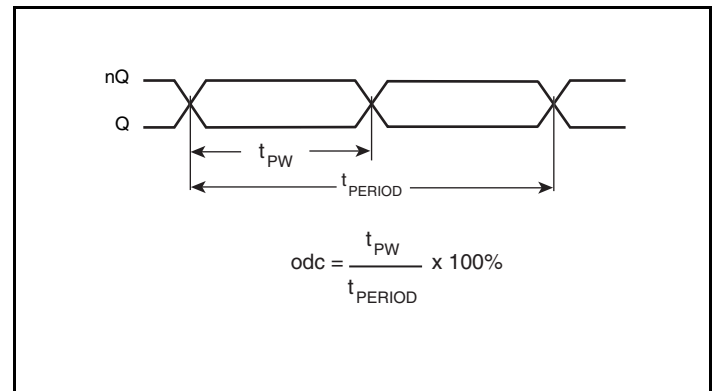 nQ
Q
tPW
tPERIOD
odc = tPW / tPERIOD x 100%